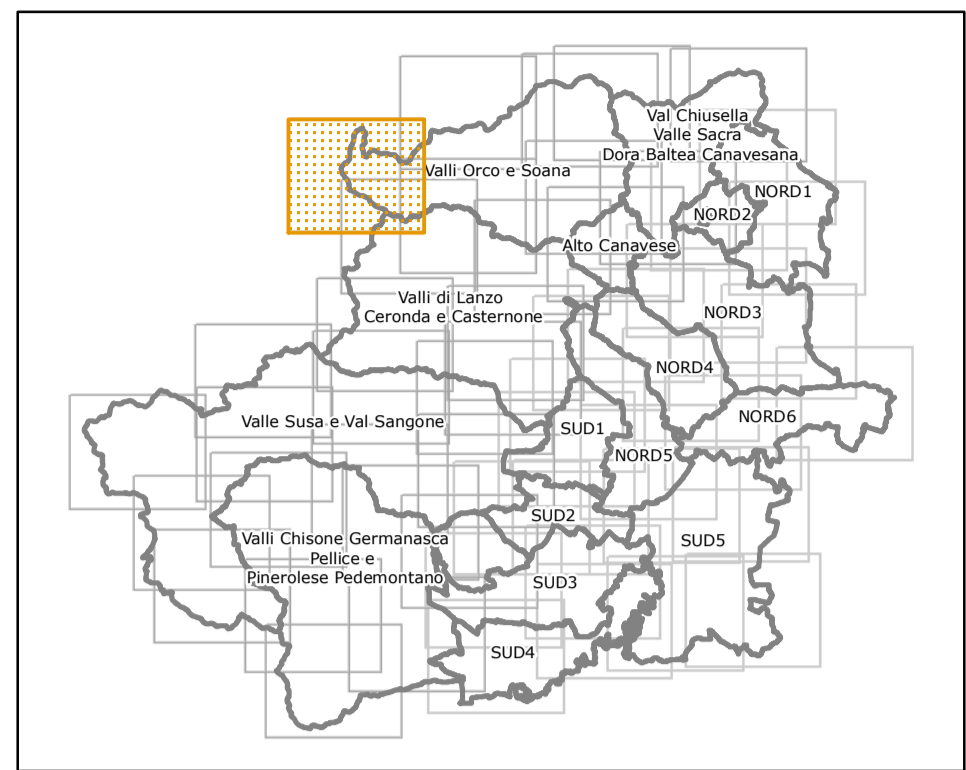 Val Chiusella
Valle Sacra
Dora Baltea Canavesana
Valli Orco e Soana
NORD1
NORD2
Alto Canavese
Valli di Lanzo
Ceronda e Casternone
NORD3
NORD4
NORD6
Valle Susa e Val Sangone
SUD1
NORD5
SUD2
SUD5
Valli Chisone Germanasca
Pellice e
Pinerolese Pedemontano
SUD3
SUD4